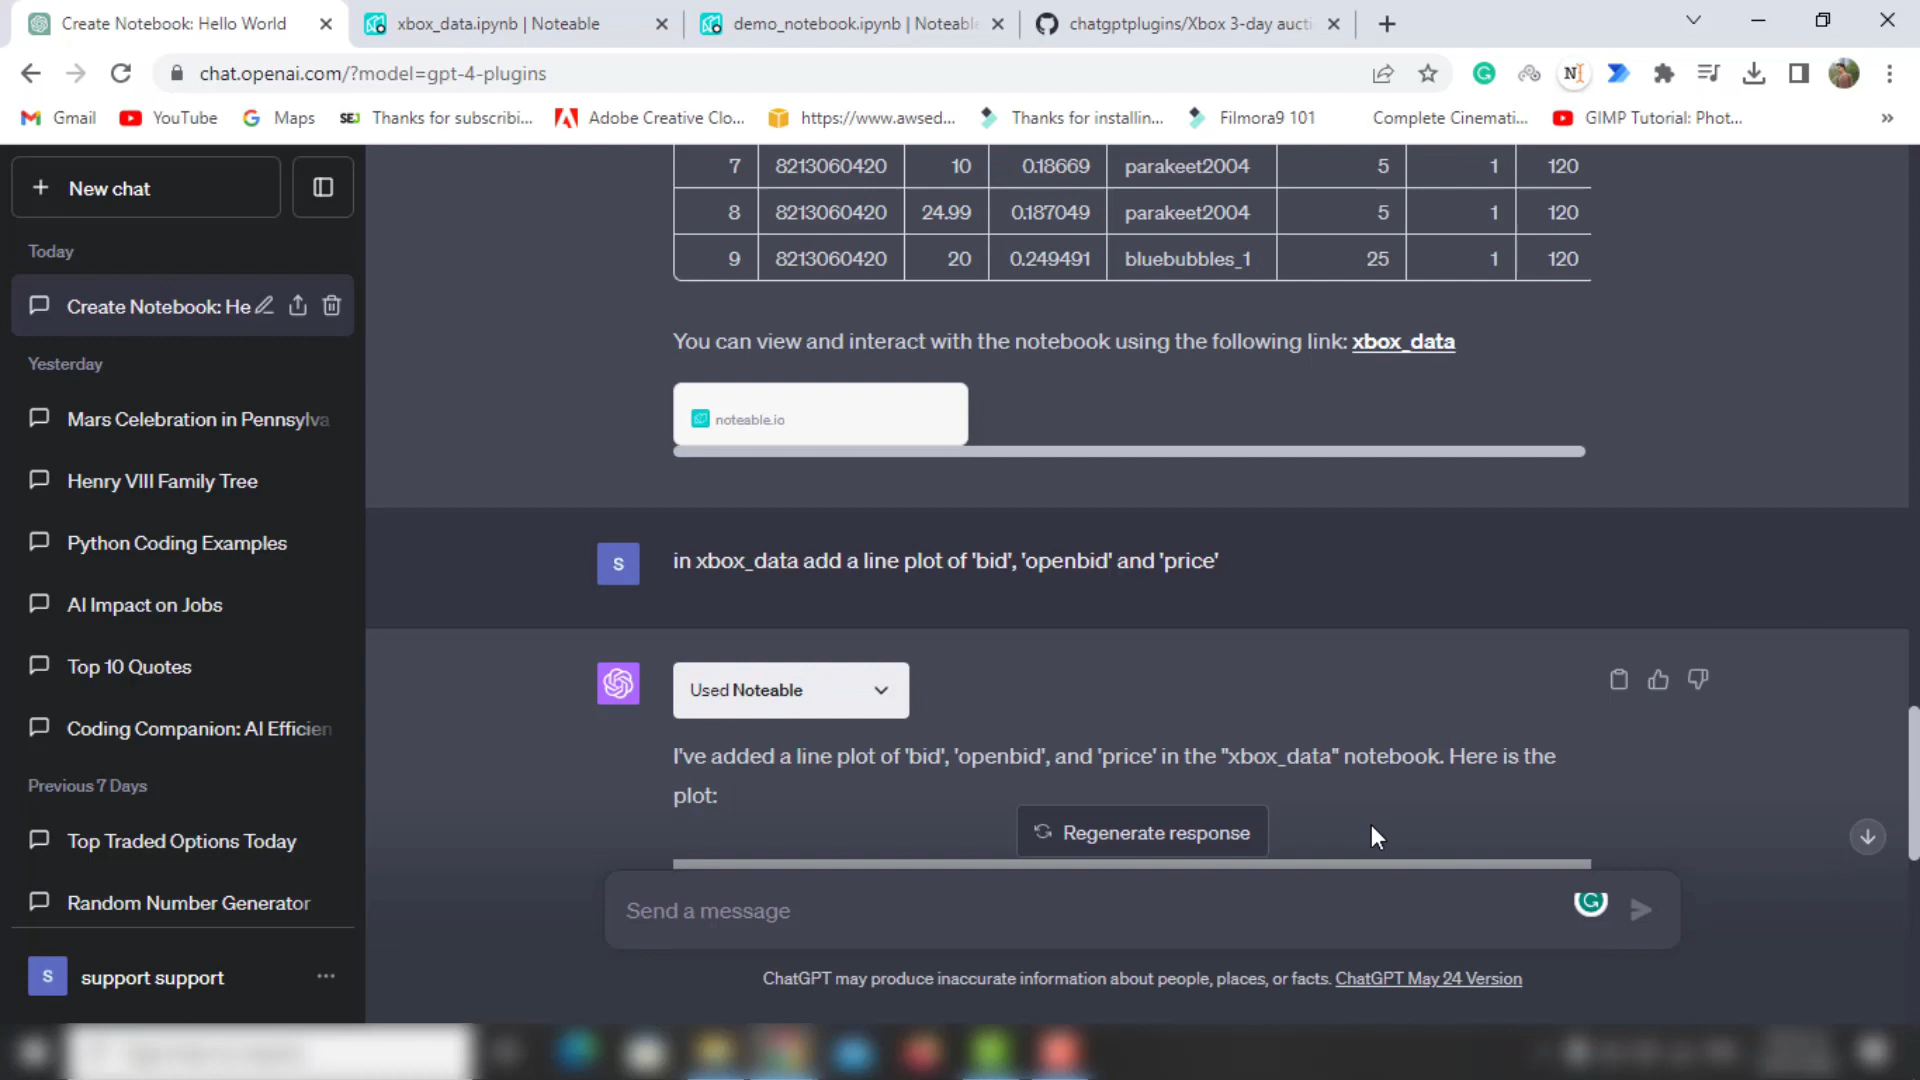 Create Notebook: Hello World
xbox_data.ipynb | Noteable
demo_notebook.ipynb | Noteable
chatgptplugins/Xbox 3-day aucti
chat.openai.com/?model=gpt-4-plugins
Gmail
YouTube
Maps
SEJ Thanks for subscribi...
Adobe Creative Clo...
https://www.awsed...
Thanks for installin...
Filmora9 101
Complete Cinemati...
GIMP Tutorial: Phot...
New chat
Today
Create Notebook: He
Yesterday
Mars Celebration in Pennsylva
Henry VIII Family Tree
Python Coding Examples
AI Impact on Jobs
Top 10 Quotes
Coding Companion: AI Efficien
Previous 7 Days
Top Traded Options Today
Random Number Generator
S support support
7 8213060420 10 0.18669 parakeet2004 5 1 120
8 8213060420 24.99 0.187049 parakeet2004 5 1 120
9 8213060420 20 0.249491 bluebubbles_1 25 1 120
You can view and interact with the notebook using the following link: xbox_data
noteable.io
S in xbox_data add a line plot of 'bid', 'openbid' and 'price'
Used Noteable
I've added a line plot of 'bid', 'openbid', and 'price' in the "xbox_data" notebook. Here is the
plot:
Regenerate response
Send a message
ChatGPT may produce inaccurate information about people, places, or facts. ChatGPT May 24 Version